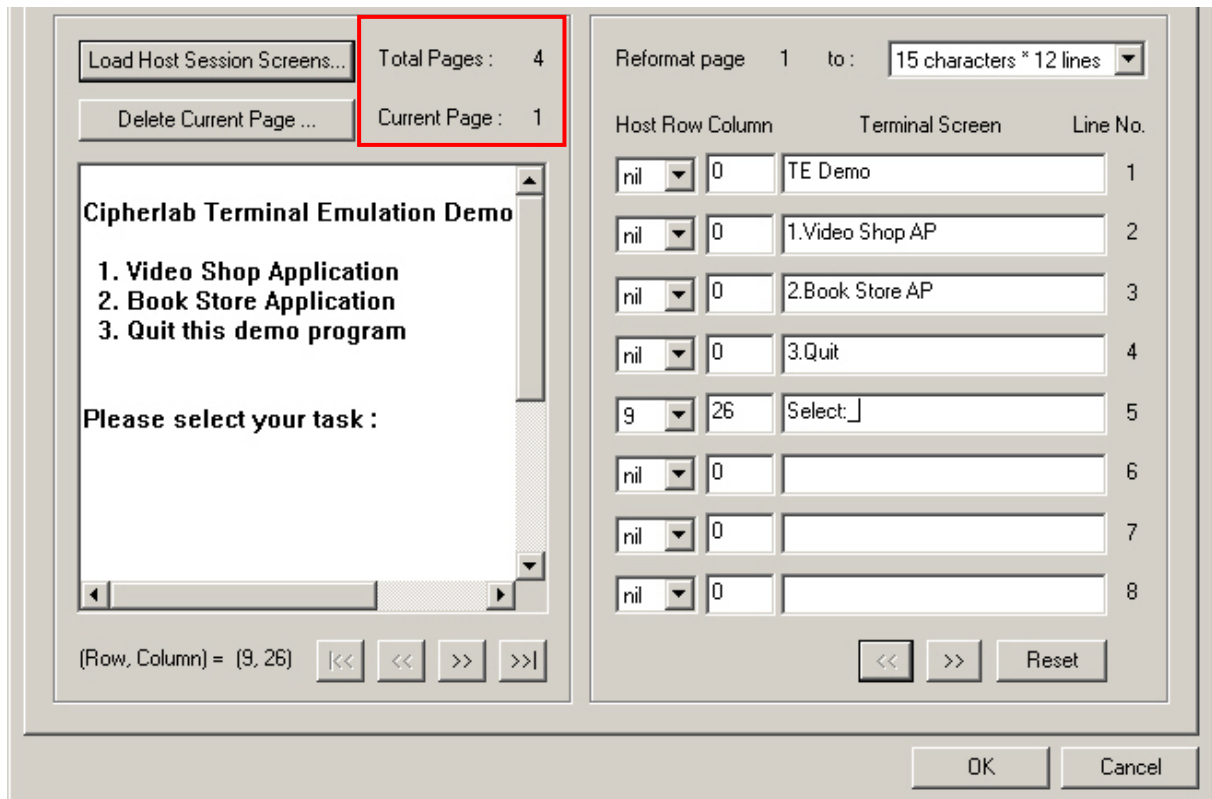 Load Host Session Screens...
Total Pages : 4
Delete Current Page ...
Current Page : 1
Cipherlab Terminal Emulation Demo
1. Video Shop Application
2. Book Store Application
3. Quit this demo program
Please select your task :
(Row, Column) = (9, 26) |<< << >> >>|
Reformat page 1 to : 15 characters * 12 lines
Host Row Column Terminal Screen Line No.
nil 0 TE Demo 1
nil 0 1.Video Shop AP 2
nil 0 2.Book Store AP 3
nil 0 3.Quit 4
9 26 Select:_ 5
nil 0 6
nil 0 7
nil 0 8
<< >> Reset
OK Cancel